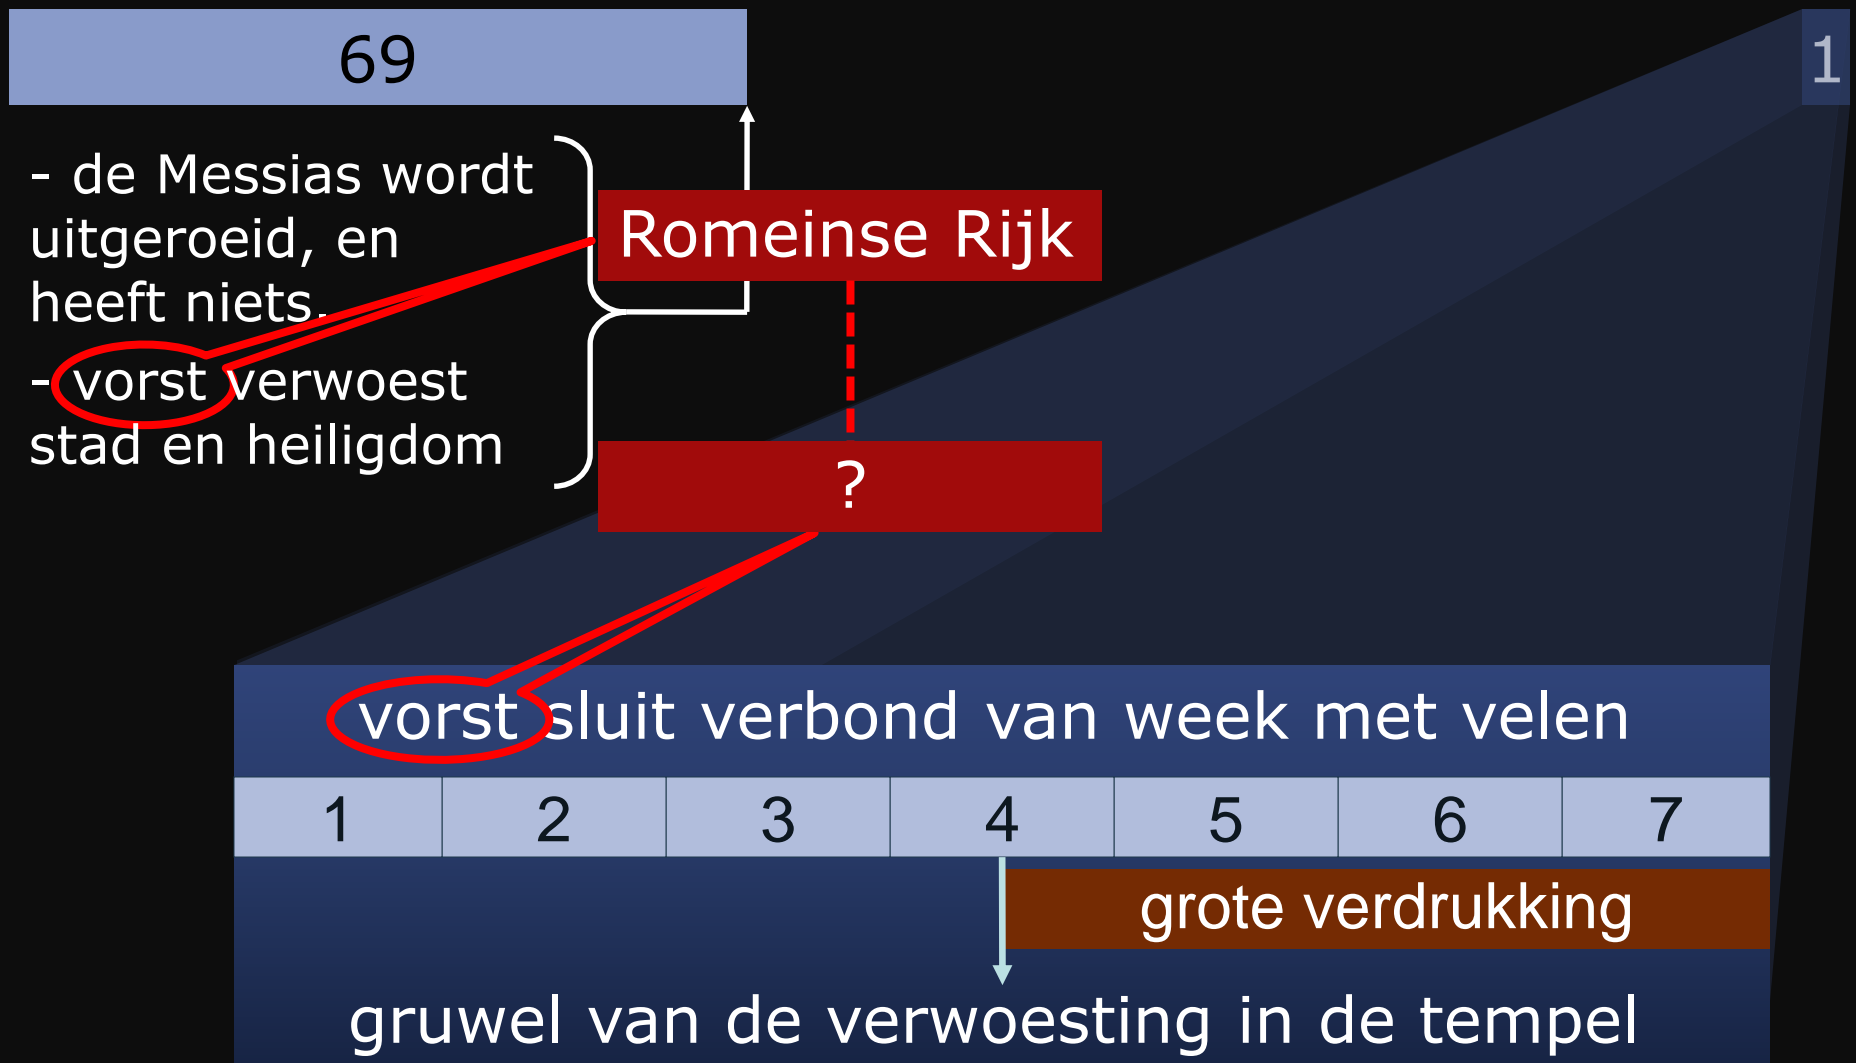 69
1
- de Messias wordt
uitgeroeid, en
heeft niets.
- vorst verwoest
stad en heiligdom
Romeinse Rijk
?
vorst sluit verbond van week met velen
1 2 3 4 5 6 7
grote verdrukking
gruwel van de verwoesting in de tempel